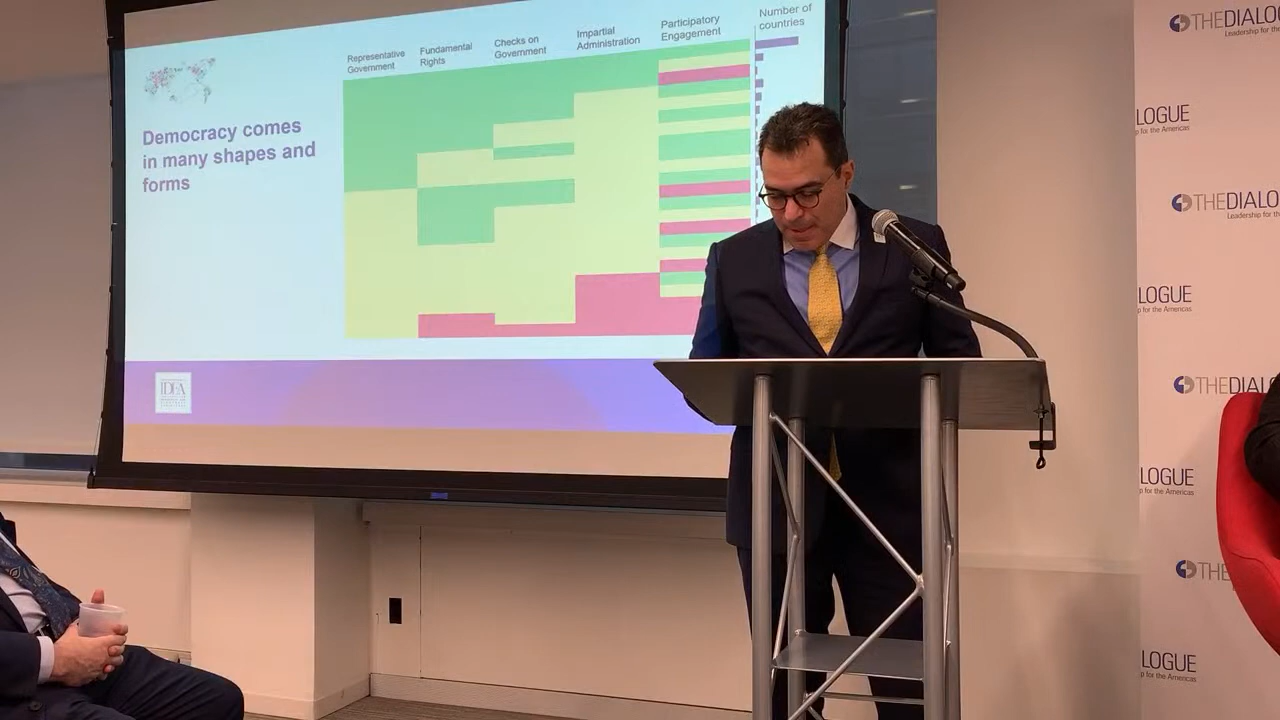 Representative
Government
Fundamental
Rights
Checks on
Government
Impartial
Administration
Participatory
Engagement
Number of
countries
Democracy comes
in many shapes and
forms
IDEA
THEDIALOGUE
Leadership for the
LOGUE
p for the Americas
THEDIALO
Leadership for the
LOGUE
p for the Americas
THEDIALO
LOGUE
p for the Americas
THE
LOGUE
p for the Americas